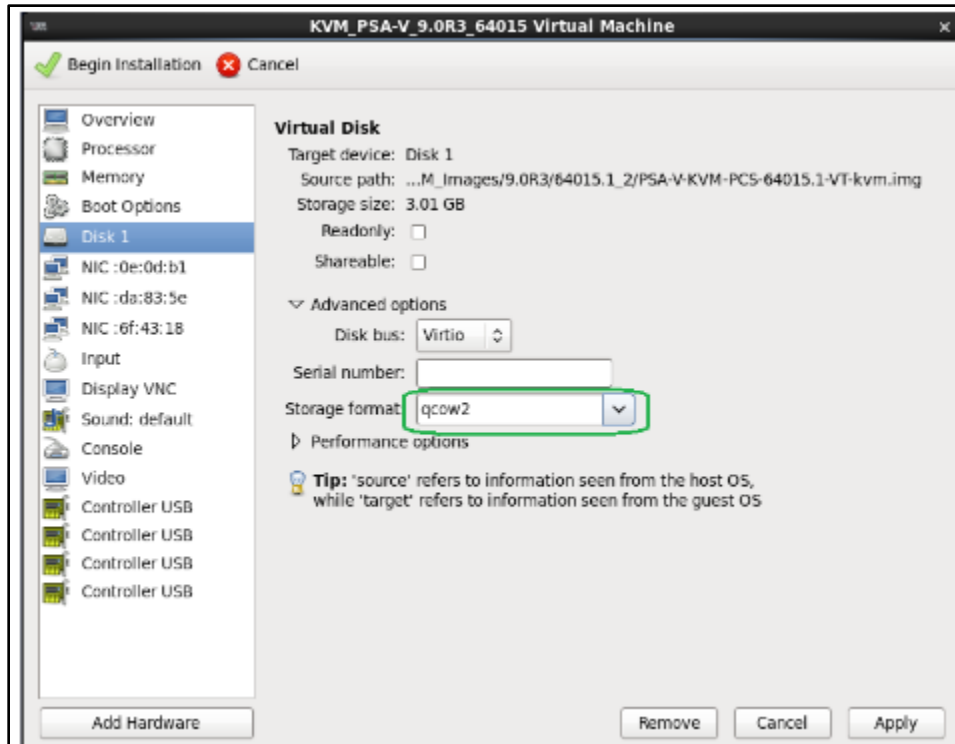 KVM_PSA-V_9.0R3_64015 Virtual Machine
Begin Installation Cancel
Overview
Processor
Memory
Boot Options
Disk 1
NIC :0e:0d:b1
NIC :da:83:5e
NIC :6f:43:18
Input
Display VNC
Sound: default
Console
Video
Controller USB
Controller USB
Controller USB
Controller USB
Add Hardware
Virtual Disk
Target device: Disk 1
Source path: ...M_Images/9.0R3/64015.1_2/PSA-V-KVM-PCS-64015.1-VT-kvm.img
Storage size: 3.01 GB
Readonly:
Shareable:
Advanced options
Disk bus: Virtio
Serial number:
Storage format: qcow2
Performance options
Tip: 'source' refers to information seen from the host OS,
while 'target' refers to information seen from the guest OS
Remove Cancel Apply